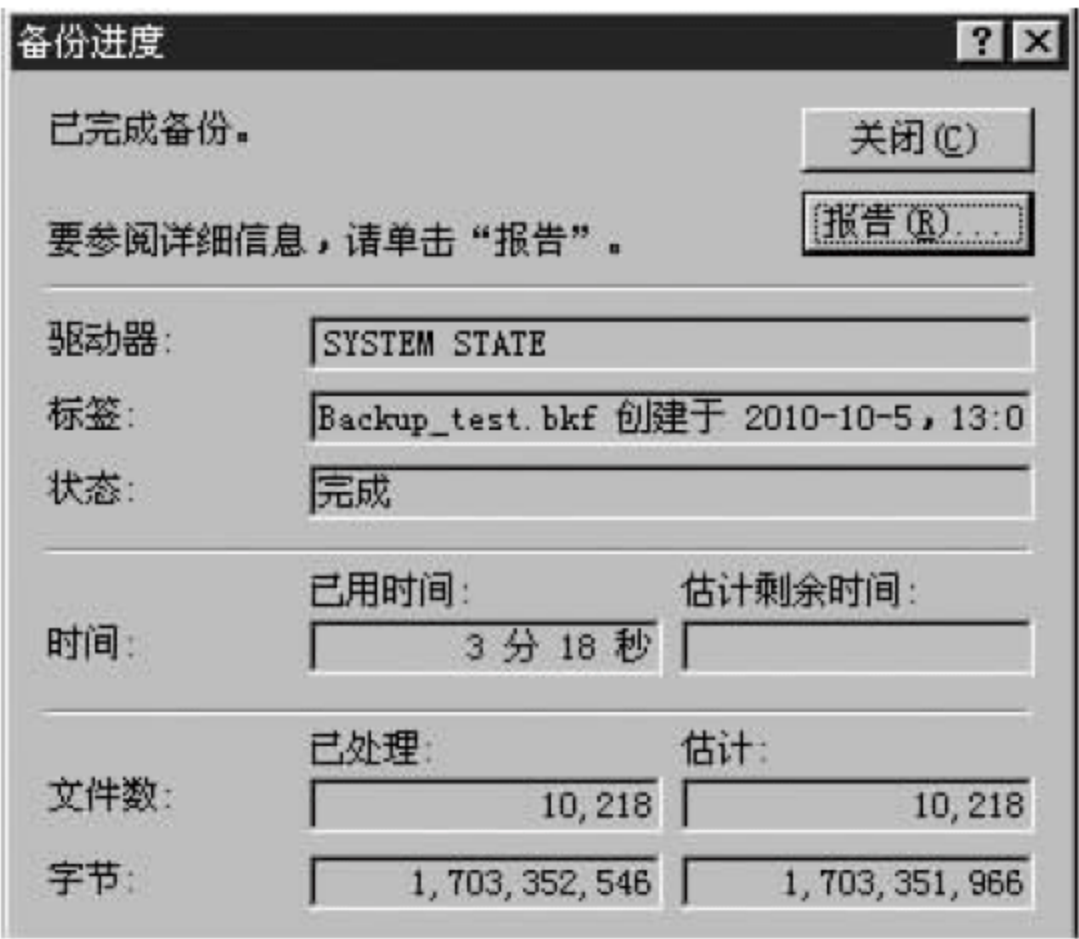 备份进度
已完成备份。
关闭(C)
要参阅详细信息，请单击“报告”。
报告(R)...
驱动器: SYSTEM STATE
标签: Backup_test.bkf 创建于 2010-10-5，13:0
状态: 完成
已用时间: 估计剩余时间:
时间: 3 分 18 秒
已处理: 估计:
文件数: 10,218 10,218
字节: 1,703,352,546 1,703,351,966